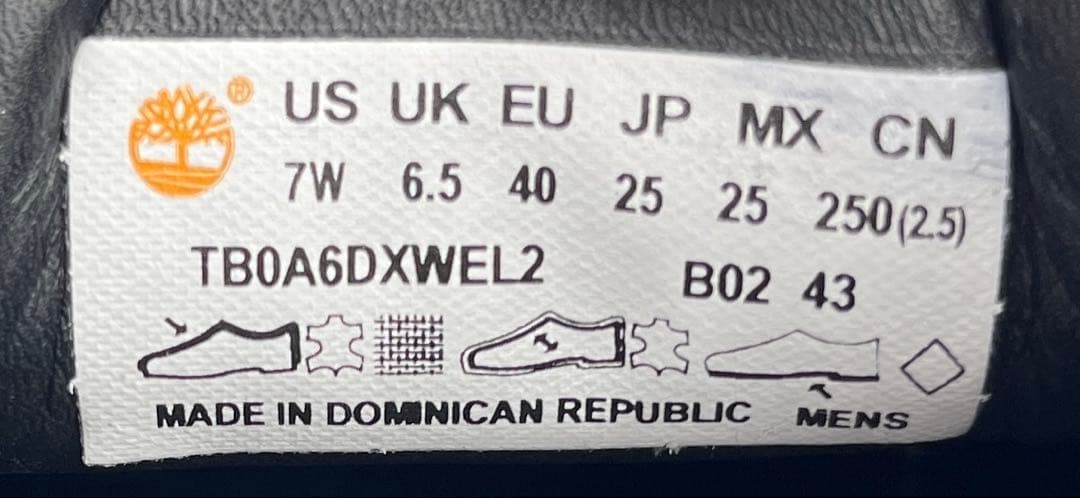 ® US UK EU JP MX CN
7W 6.5 40 25 25 250(2.5)
TB0A6DXWEL2 B02 43
MADE IN DOMINICAN REPUBLIC MENS